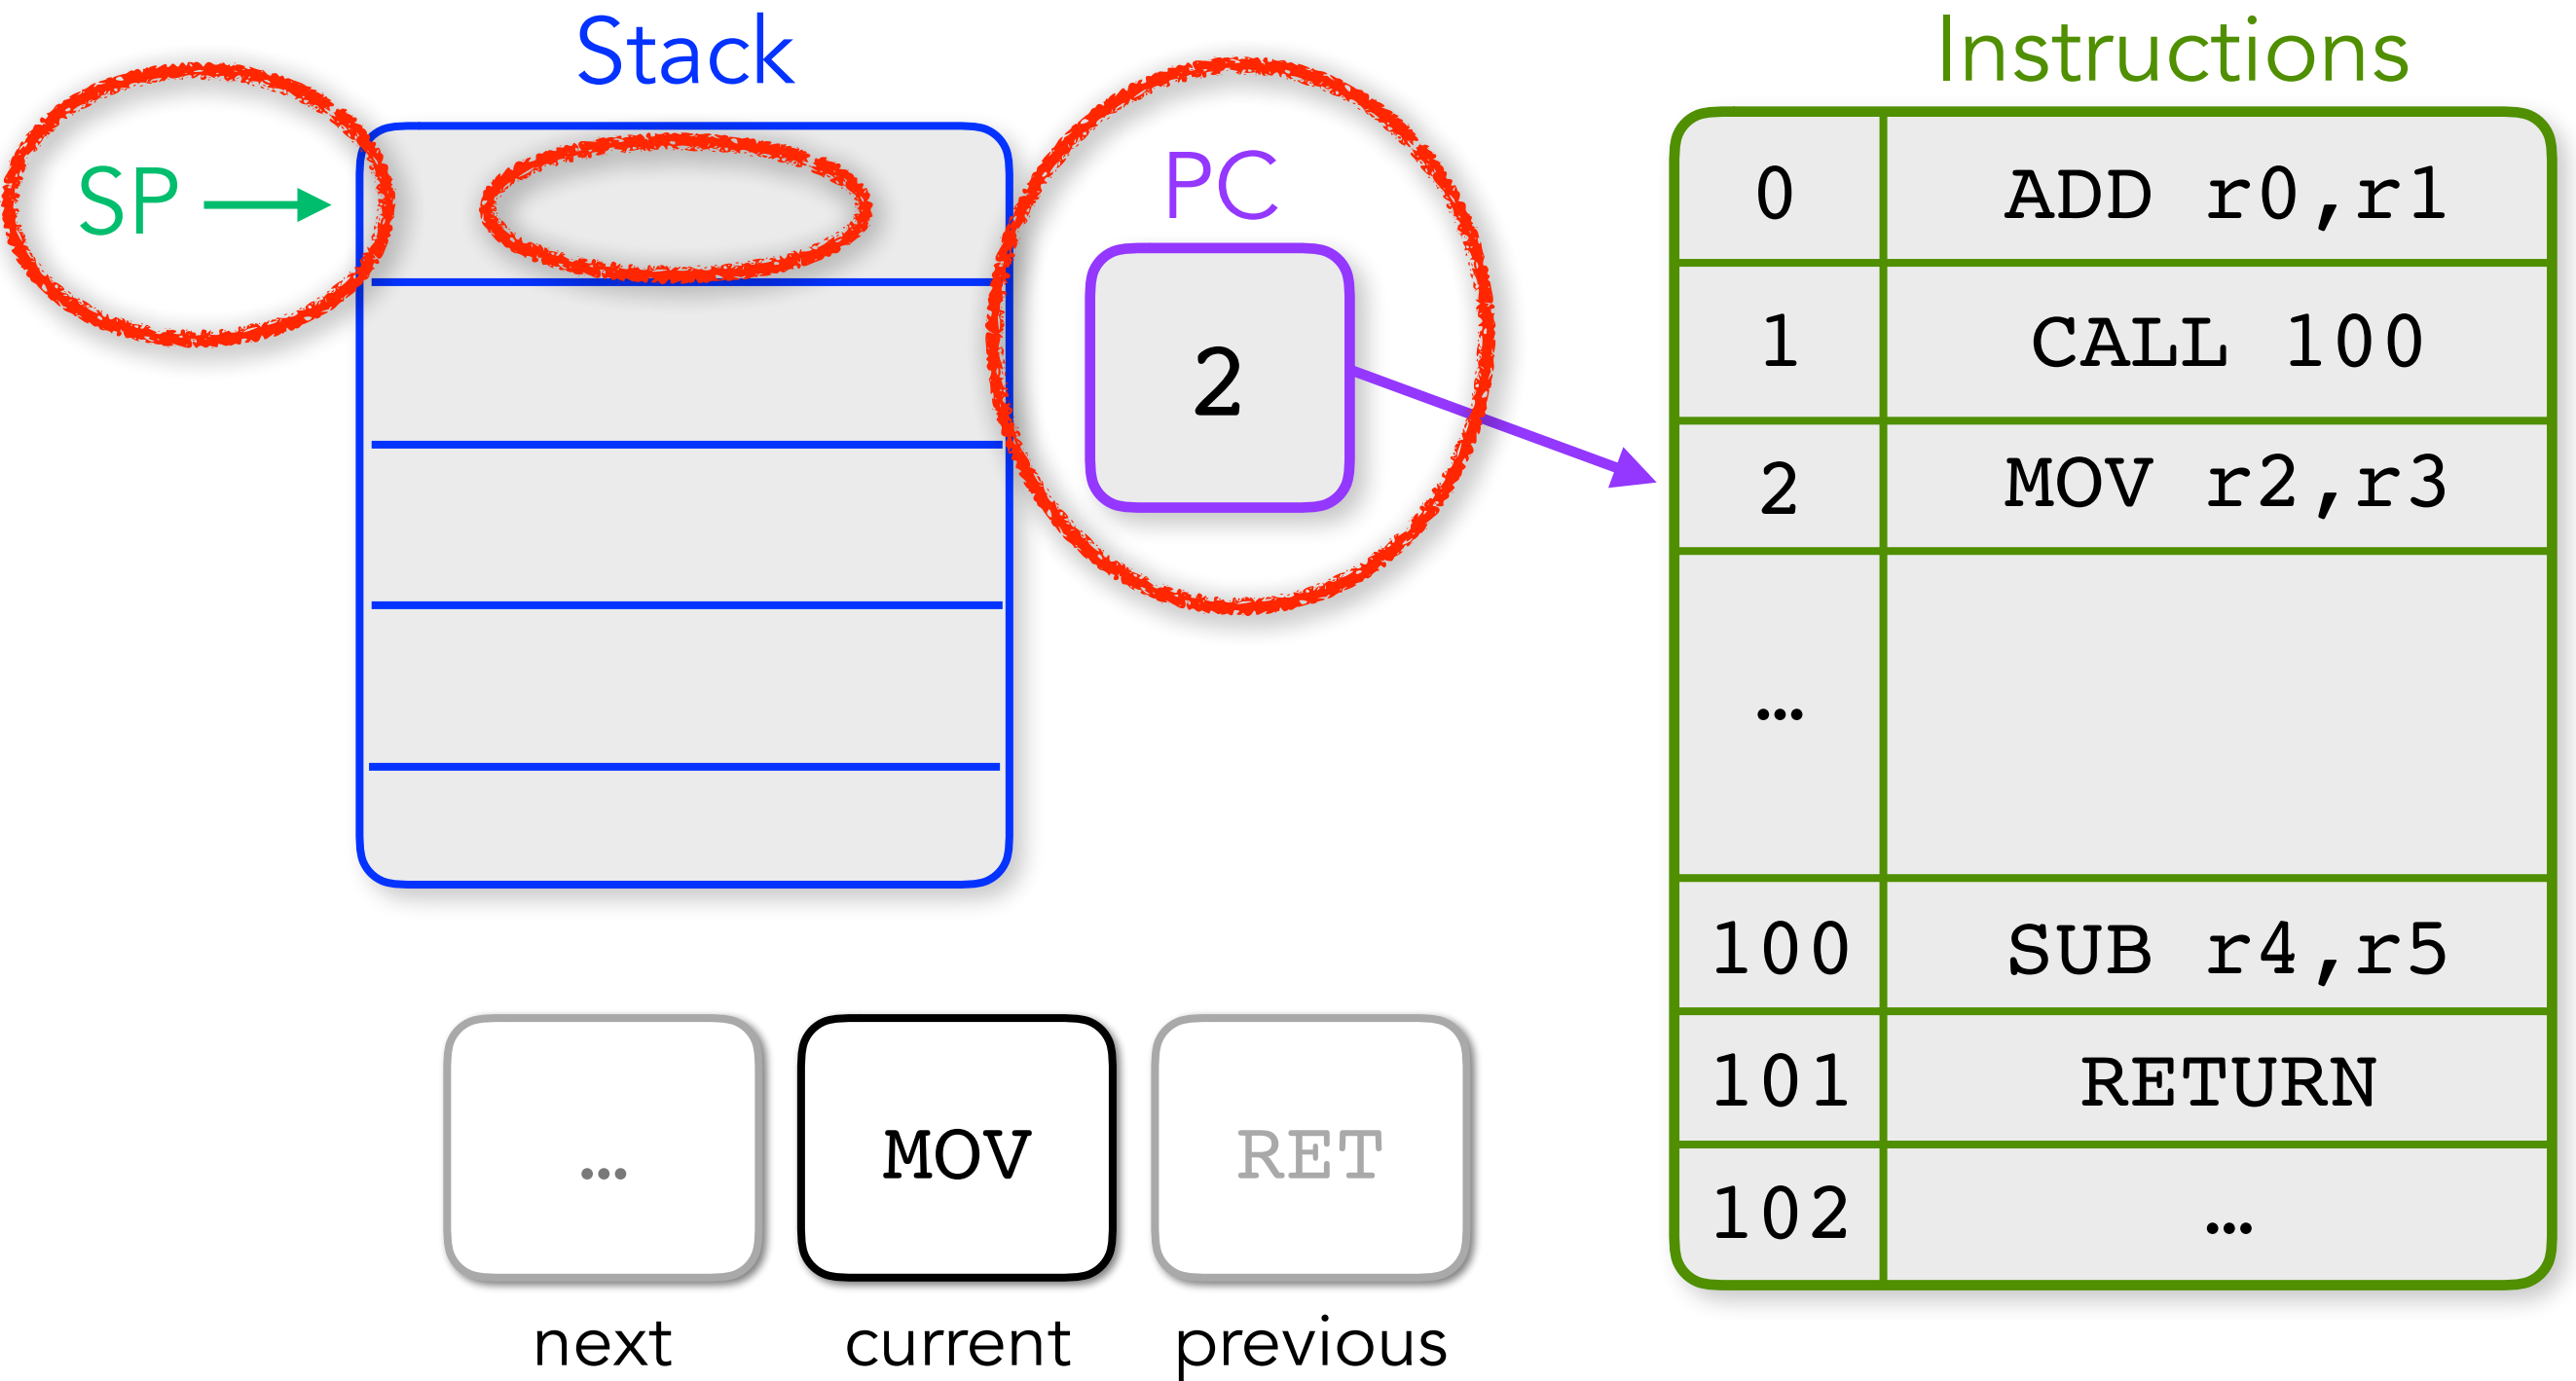 Stack
SP
PC
2
Instructions
0 ADD r0,r1
1 CALL 100
2 MOV r2,r3
…
100 SUB r4,r5
101 RETURN
102 …
… MOV RET
next current previous